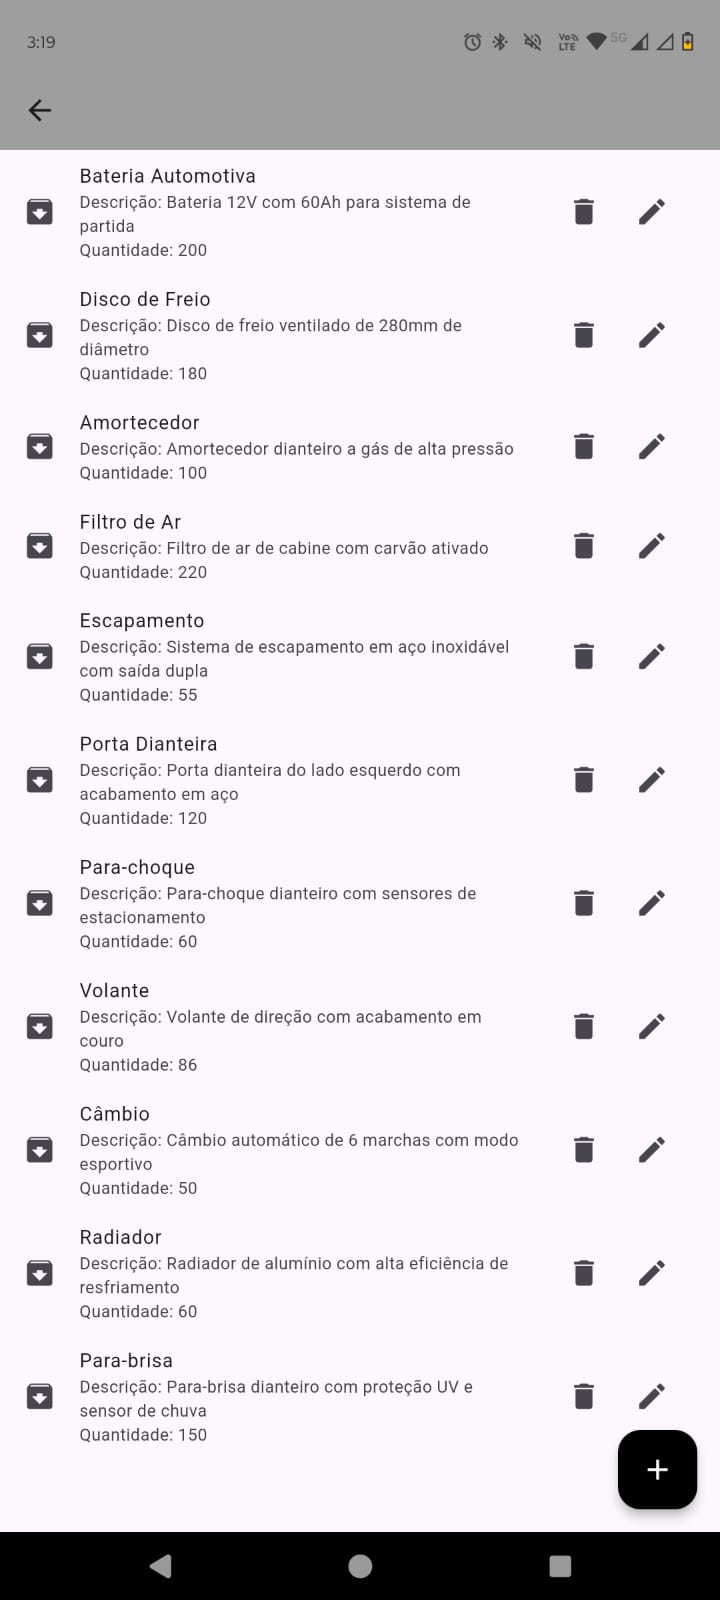 3:19
Vo LTE
5G
Bateria Automotiva
Descrição: Bateria 12V com 60Ah para sistema de
partida
Quantidade: 200
Disco de Freio
Descrição: Disco de freio ventilado de 280mm de
diâmetro
Quantidade: 180
Amortecedor
Descrição: Amortecedor dianteiro a gás de alta pressão
Quantidade: 100
Filtro de Ar
Descrição: Filtro de ar de cabine com carvão ativado
Quantidade: 220
Escapamento
Descrição: Sistema de escapamento em aço inoxidável
com saída dupla
Quantidade: 55
Porta Dianteira
Descrição: Porta dianteira do lado esquerdo com
acabamento em aço
Quantidade: 120
Para-choque
Descrição: Para-choque dianteiro com sensores de
estacionamento
Quantidade: 60
Volante
Descrição: Volante de direção com acabamento em
couro
Quantidade: 86
Câmbio
Descrição: Câmbio automático de 6 marchas com modo
esportivo
Quantidade: 50
Radiador
Descrição: Radiador de alumínio com alta eficiência de
resfriamento
Quantidade: 60
Para-brisa
Descrição: Para-brisa dianteiro com proteção UV e
sensor de chuva
Quantidade: 150